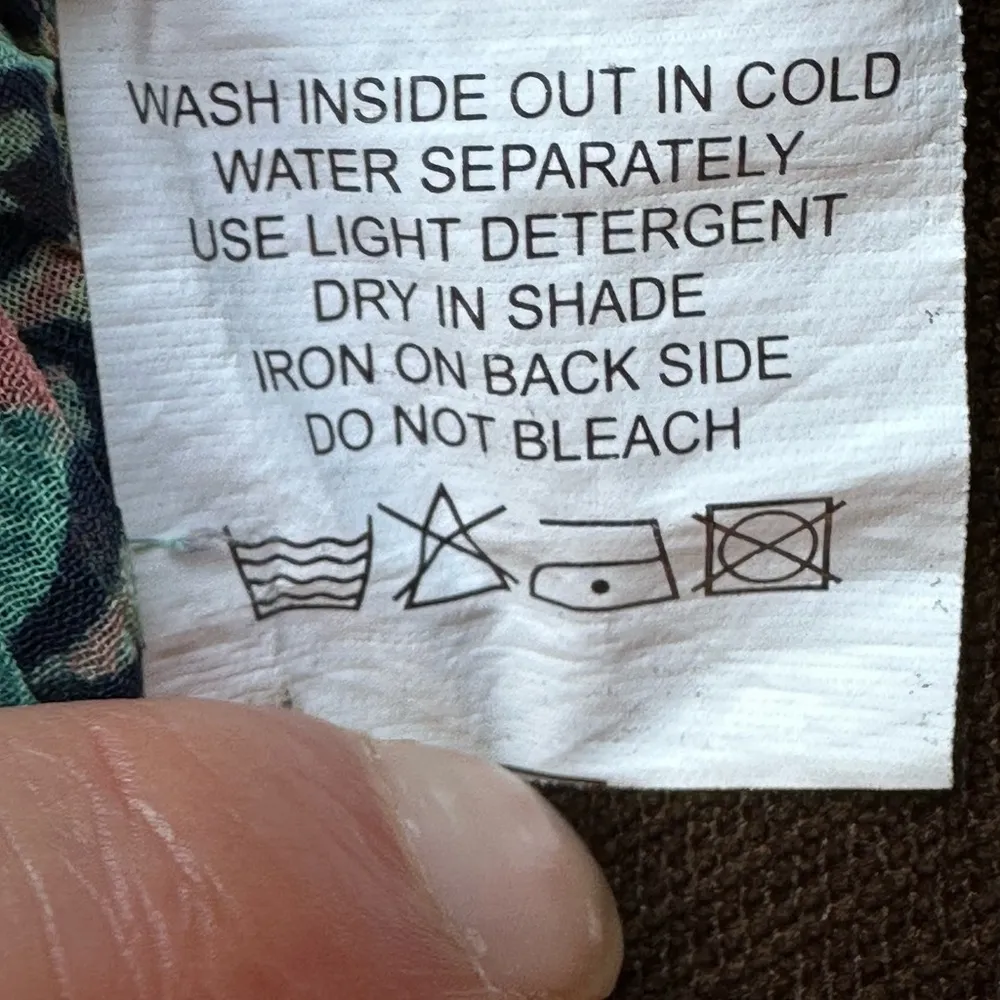 WASH INSIDE OUT IN COLD
WATER SEPARATELY
USE LIGHT DETERGENT
DRY IN SHADE
IRON ON BACK SIDE
DO NOT BLEACH